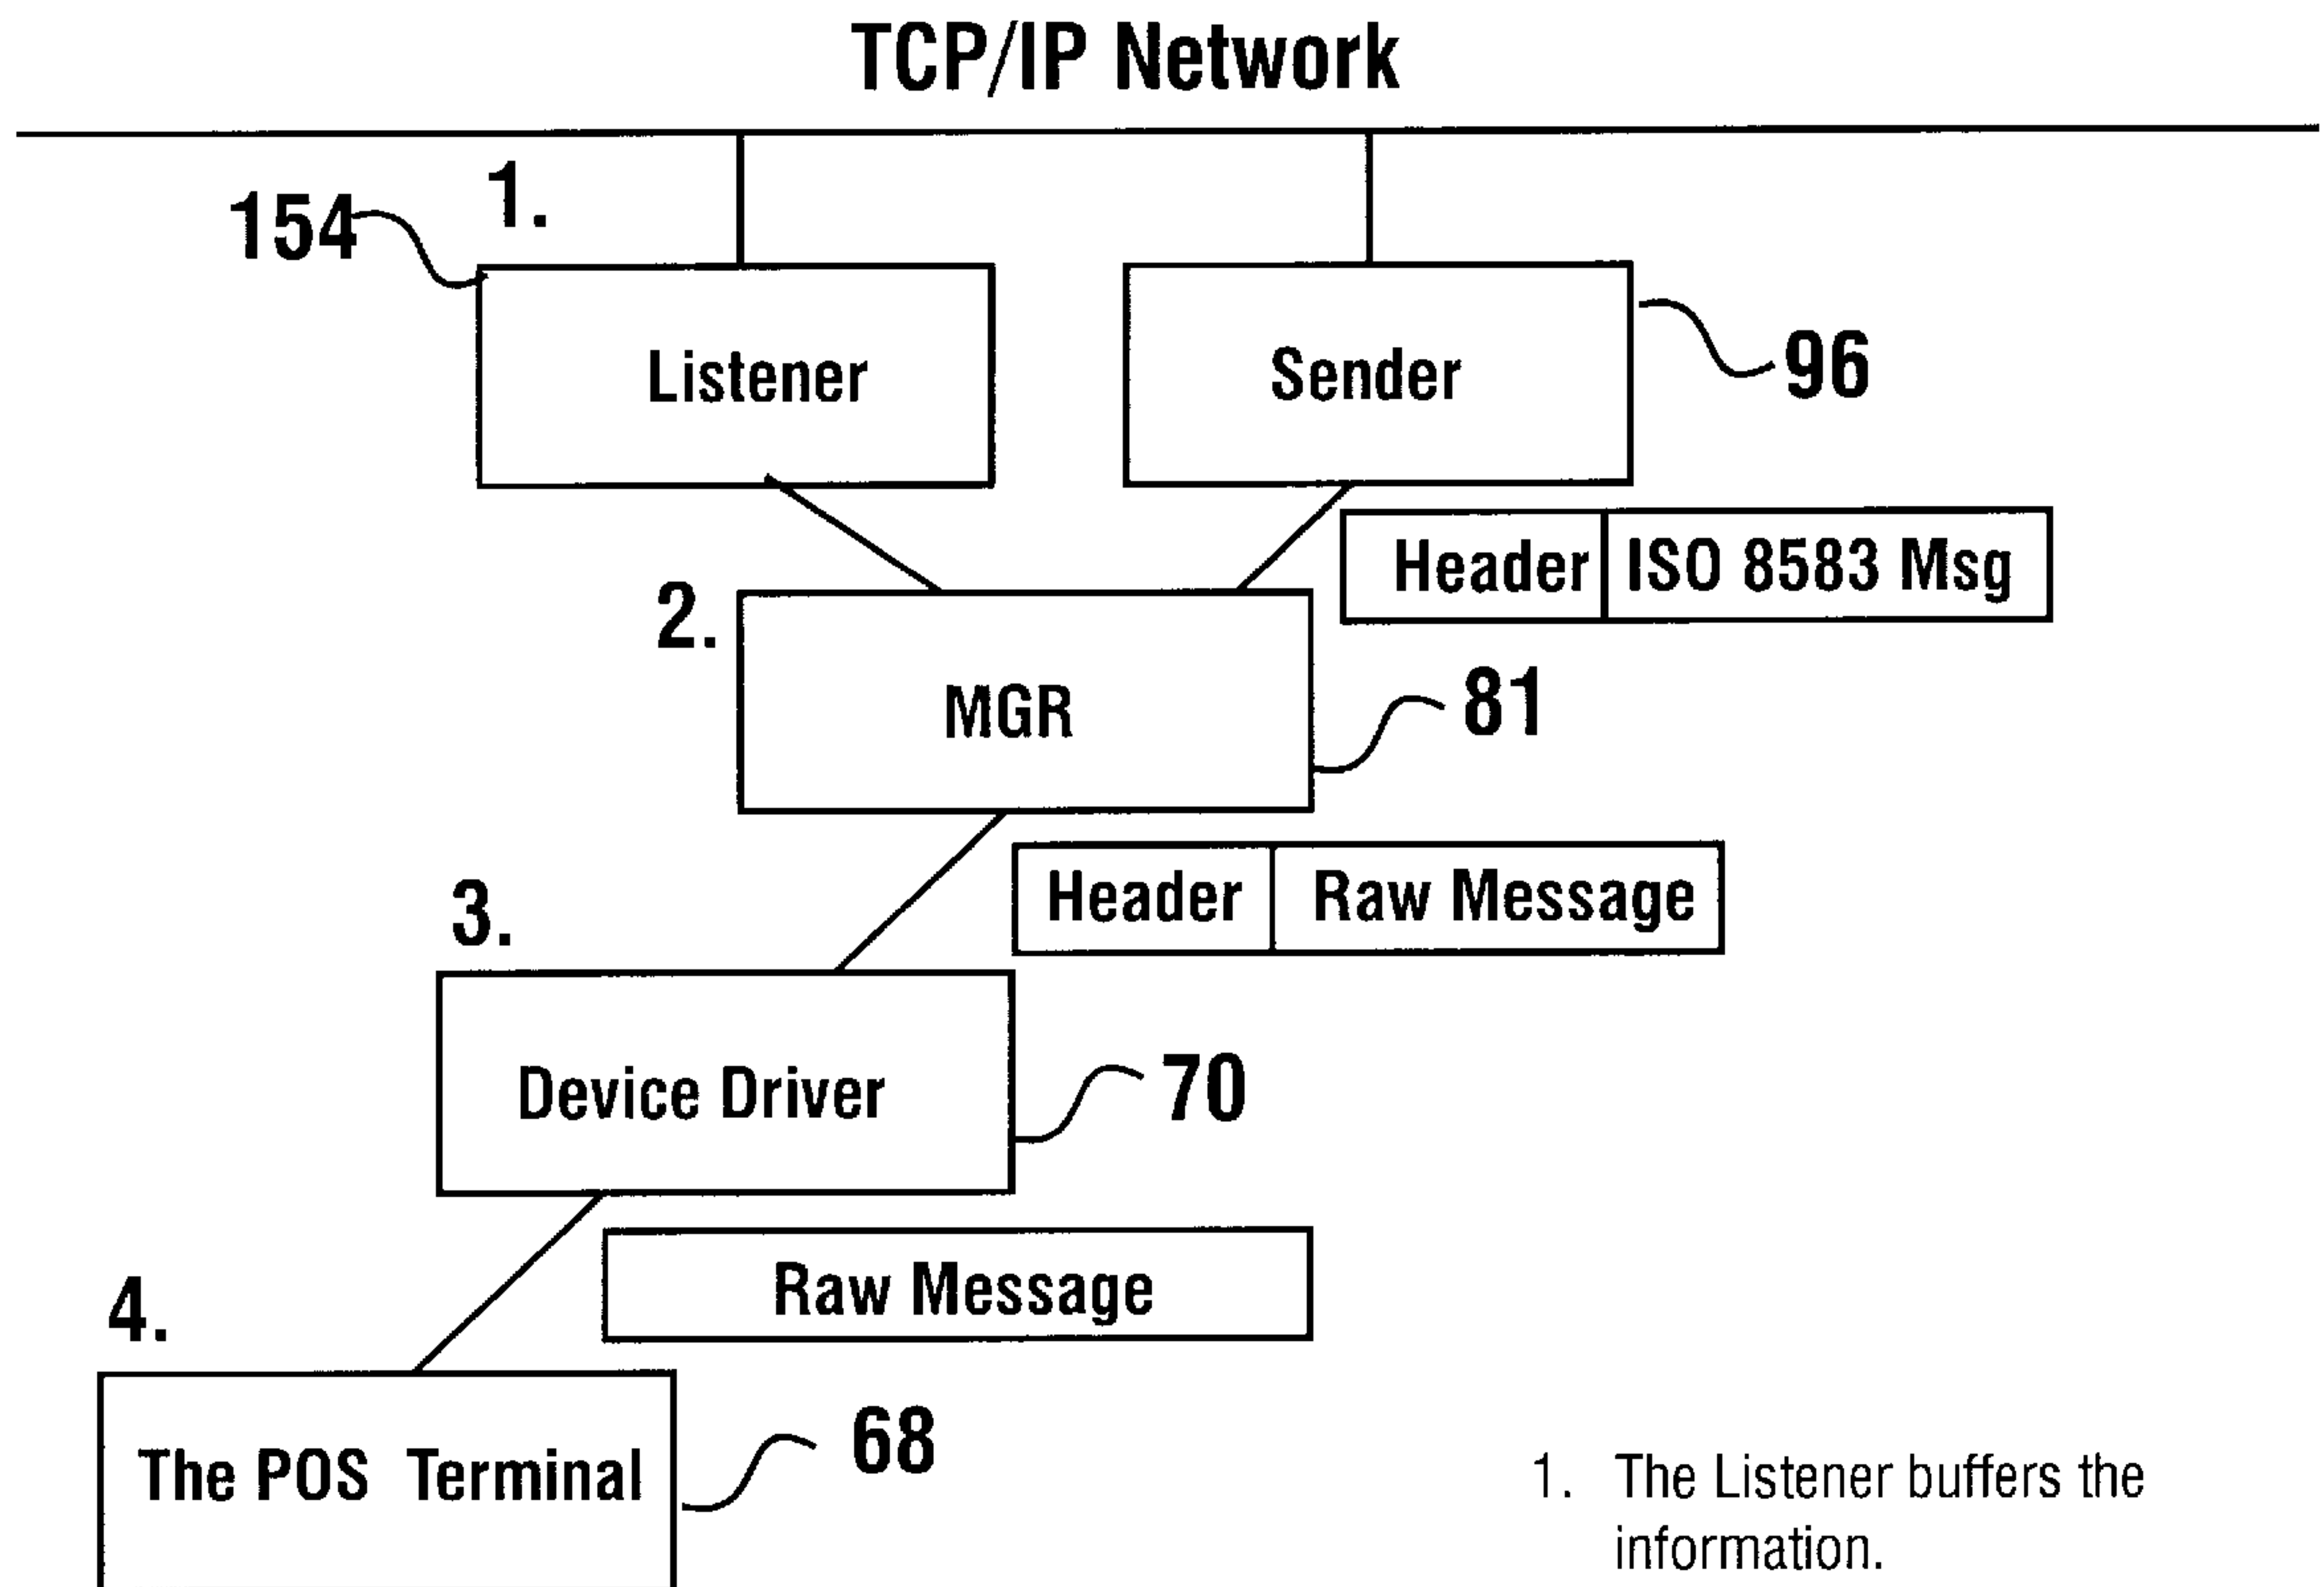 TCP/IP Network
1.
154
Listener
Sender
96
Header ISO 8583 Msg
2.
MGR
81
Header Raw Message
3.
Device Driver
70
Raw Message
4.
The POS Terminal
68
1. The Listener buffers the
information.